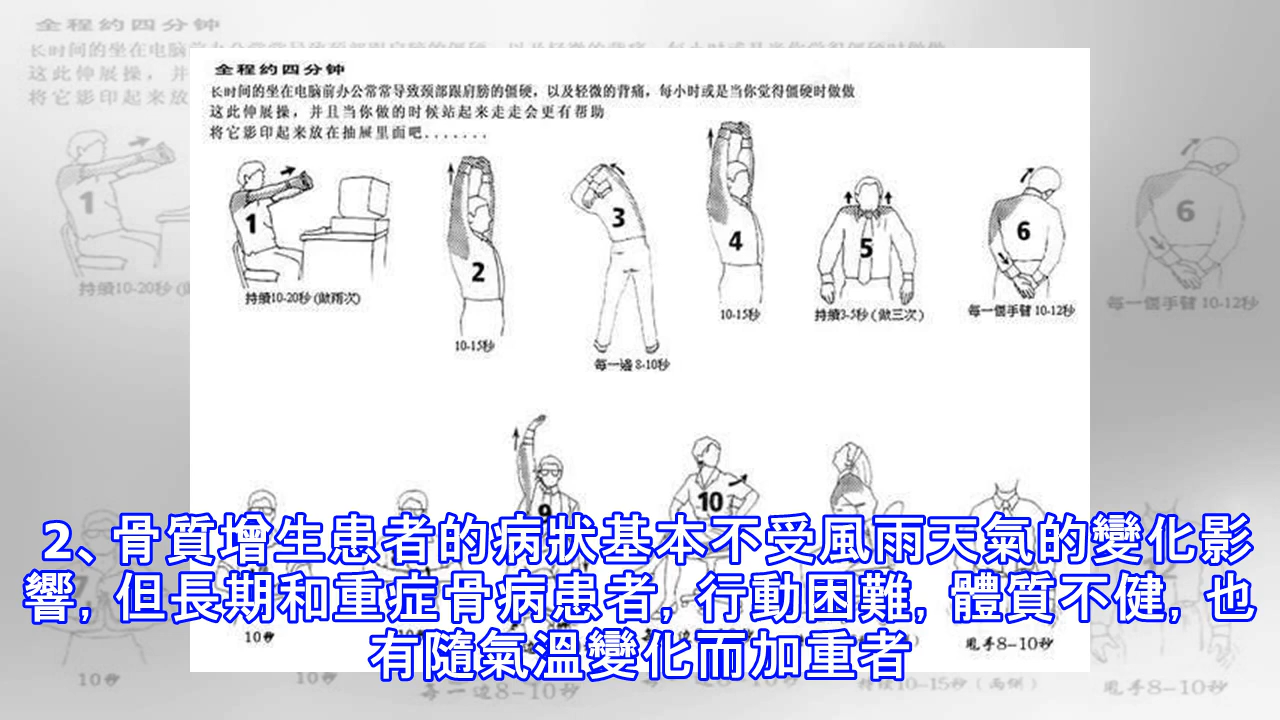 全程約四分钟
长时间的坐在电脑前办公常常导致颈部跟肩膀的僵硬，以及轻微的背痛，每小时或是当你觉得僵硬时做做
這此伸展操，并且当你做的时候站起来走走会更有帮助
将它影印起来放在抽屉里面吧.......
1
2
3
4
5
6
持續10-20秒 (做兩次)
10-15秒
每一邊 8-10秒
10-15秒
持續3-5秒 (做三次)
每一個手臂 10-12秒
9
10
2、骨質增生患者的病狀基本不受風雨天氣的變化影
響, 但長期和重症骨病患者, 行動困難, 體質不健, 也
有隨氣溫變化而加重者
10秒
甩手8-10秒